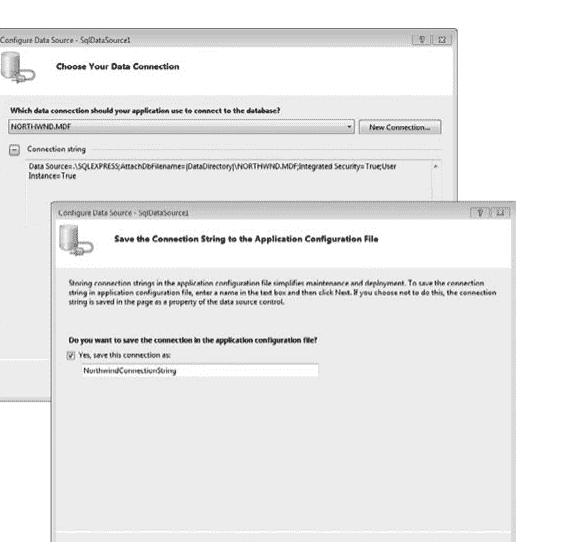 Configure Data Source - SqlDataSource1
Choose Your Data Connection
Which data connection should your application use to connect to the database?
NORTHWND.MDF
New Connection...
Connection string
Data Source=.\SQLEXPRESS;AttachDbFilename=|DataDirectory|\NORTHWND.MDF;Integrated Security=True;User
Instance=True
Configure Data Source - SqlDataSource1
Save the Connection String to the Application Configuration File
Storing connection strings in the application configuration file simplifies maintenance and deployment. To save the connection
string in application configuration file, enter a name in the text box and then click Next. If you choose not to do this, the connection
string is saved in the page as a property of the data source control.
Do you want to save the connection in the application configuration file?
Yes, save this connection as:
NorthwindConnectionString